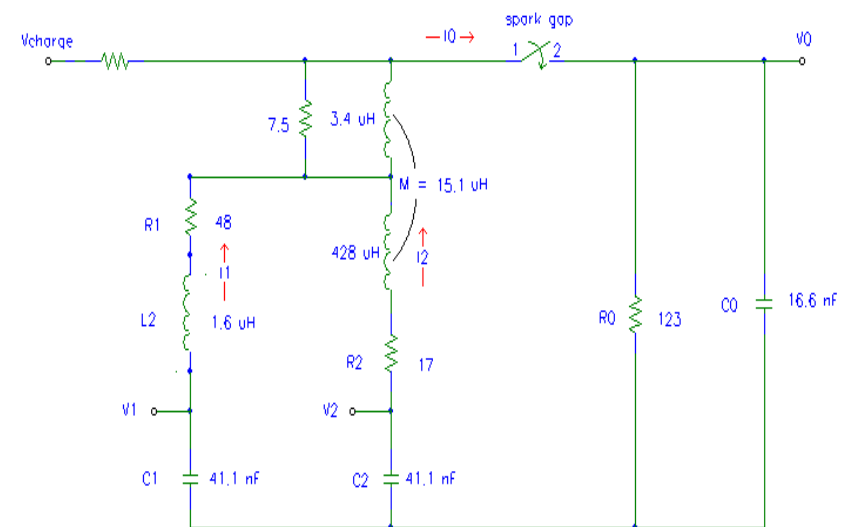 spark gap
—I0→
Vcharge
1
2
V0
7.5
3.4 uH
M = 15.1 uH
R1
48
I1
428 uH
I2
L2
1.6 uH
R2
17
R0
123
C0
16.6 nF
V1
V2
C1
41.1 nF
C2
41.1 nF